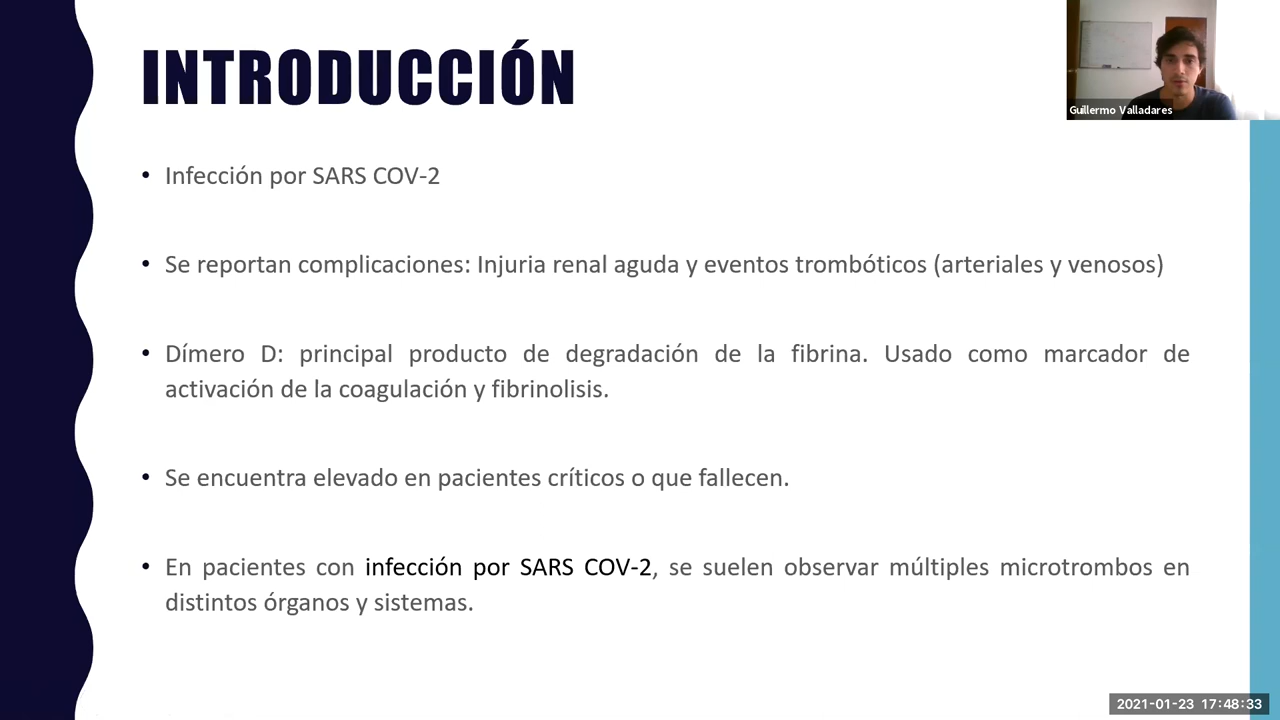 INTRODUCCIÓN
Guillermo Valladares
• Infección por SARS COV-2
• Se reportan complicaciones: Injuria renal aguda y eventos trombóticos (arteriales y venosos)
• Dímero D: principal producto de degradación de la fibrina. Usado como marcador de
activación de la coagulación y fibrinolisis.
• Se encuentra elevado en pacientes críticos o que fallecen.
• En pacientes con infección por SARS COV-2, se suelen observar múltiples microtrombos en
distintos órganos y sistemas.
2021-01-23 17:48:33